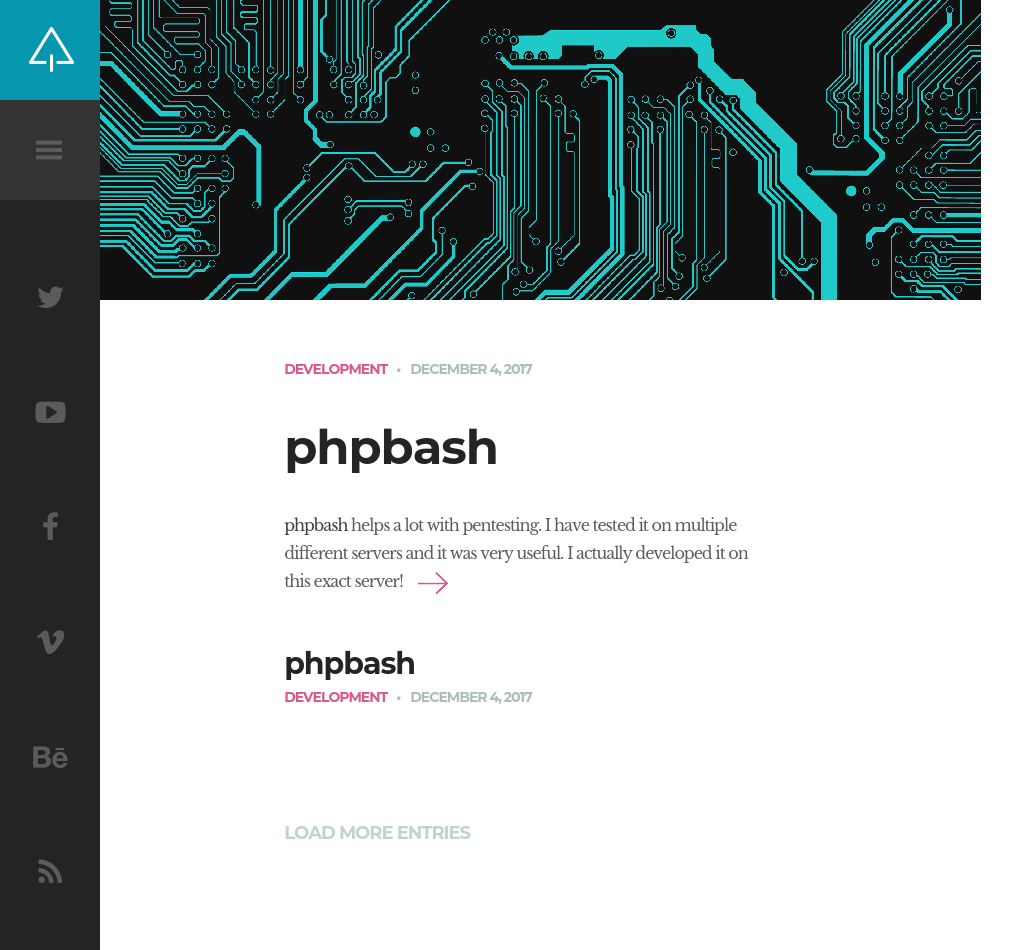 DEVELOPMENT • DECEMBER 4, 2017
phpbash
phpbash helps a lot with pentesting. I have tested it on multiple
different servers and it was very useful. I actually developed it on
this exact server!
phpbash
DEVELOPMENT • DECEMBER 4, 2017
Bē
LOAD MORE ENTRIES